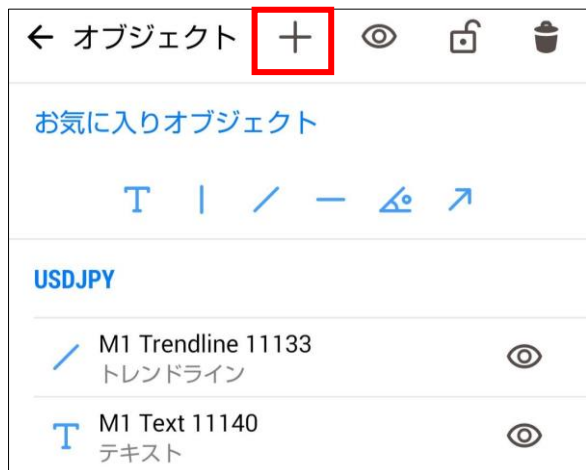 オブジェクト
お気に入りオブジェクト
USDJPY
M1 Trendline 11133
トレンドライン
M1 Text 11140
テキスト